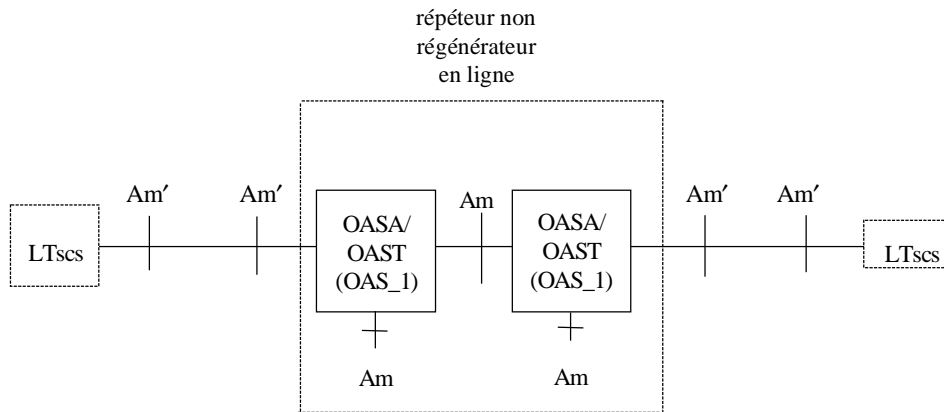 répéteur non
régénérateur
en ligne
Am′
Am′
Am
Am′
Am′
LTscs
OASA/
OAST
(OAS_1)
OASA/
OAST
(OAS_1)
LTscs
Am
Am